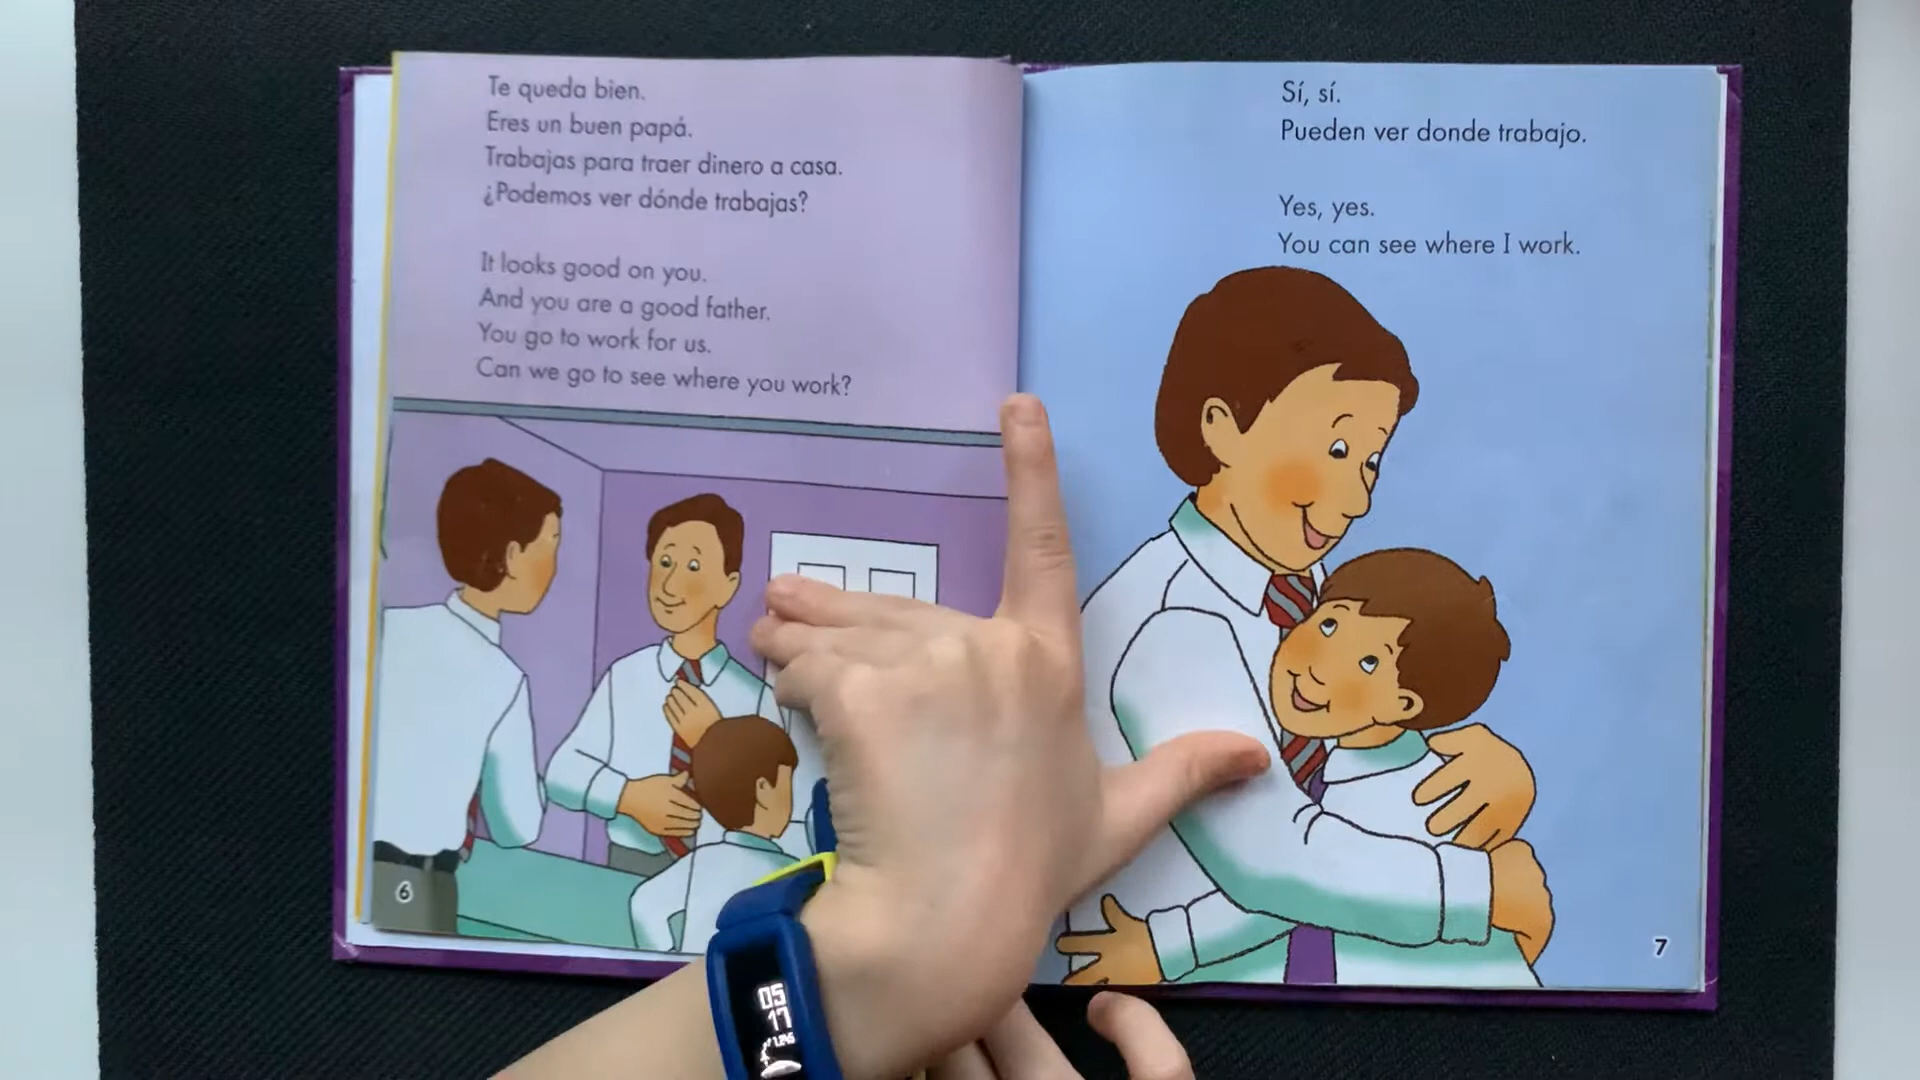 Te queda bien.
Eres un buen papá.
Trabajas para traer dinero a casa.
¿Podemos ver dónde trabajas?
It looks good on you.
And you are a good father.
You go to work for us.
Can we go to see where you work?
6
Sí, sí.
Pueden ver donde trabajo.
Yes, yes.
You can see where I work.
7
05
17